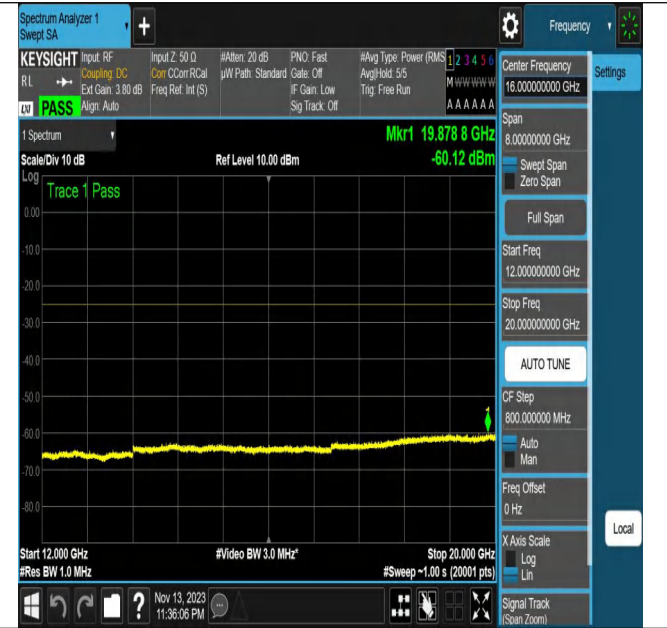 Spectrum Analyzer 1
Swept SA
+
Frequency
KEYSIGHT
RL
LXI
PASS
Input: RF
Coupling: DC
Ext Gain: 3.80 dB
Align: Auto
Input Z: 50 Ω
Corr CCorr RCal
Freq Ref: Int (S)
#Atten: 20 dB
µW Path: Standard
PNO: Fast
Gate: Off
IF Gain: Low
Sig Track: Off
#Avg Type: Power (RMS
Avg|Hold: 5/5
Trig: Free Run
1 2 3 4 5 6
M W W W W W
A A A A A A
Center Frequency
16.000000000 GHz
Settings
Span
8.00000000 GHz
Swept Span
Zero Span
Full Span
Start Freq
12.000000000 GHz
Stop Freq
20.000000000 GHz
AUTO TUNE
CF Step
800.000000 MHz
Auto
Man
Freq Offset
0 Hz
X Axis Scale
Log
Lin
Signal Track
(Span Zoom)
Local
1 Spectrum
Scale/Div 10 dB
Ref Level 10.00 dBm
Mkr1 19.878 8 GHz
-60.12 dBm
Log
Trace 1 Pass
0.00
-10.0
-20.0
-30.0
-40.0
-50.0
-60.0
-70.0
-80.0
1
Start 12.000 GHz
#Video BW 3.0 MHz*
Stop 20.000 GHz
#Res BW 1.0 MHz
#Sweep ~1.00 s (20001 pts)
?
Nov 13, 2023
11:36:06 PM